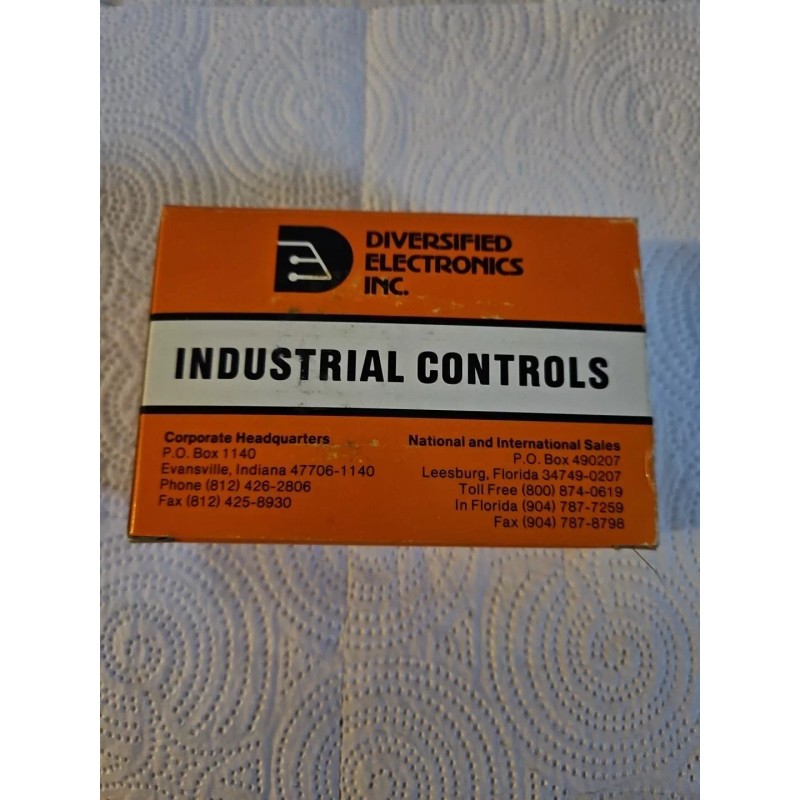 DIVERSIFIED
ELECTRONICS
INC.
INDUSTRIAL CONTROLS
Corporate Headquarters
P.O. Box 1140
Evansville, Indiana 47706-1140
Phone (812) 426-2806
Fax (812) 425-8930
National and International Sales
P.O. Box 490207
Leesburg, Florida 34749-0207
Toll Free (800) 874-0619
In Florida (904) 787-7259
Fax (904) 787-8798